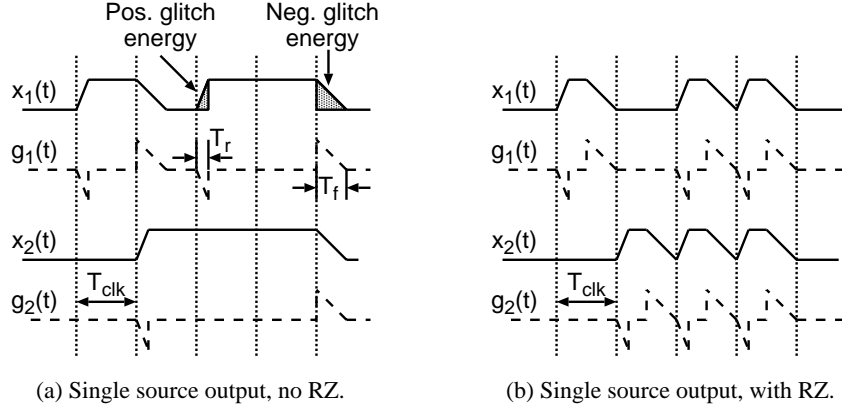 Pos. glitch
energy
Neg. glitch
energy
x1(t)
g1(t)
Tr
Tf
x2(t)
Tclk
g2(t)
(a) Single source output, no RZ.
x1(t)
g1(t)
x2(t)
Tclk
g2(t)
(b) Single source output, with RZ.